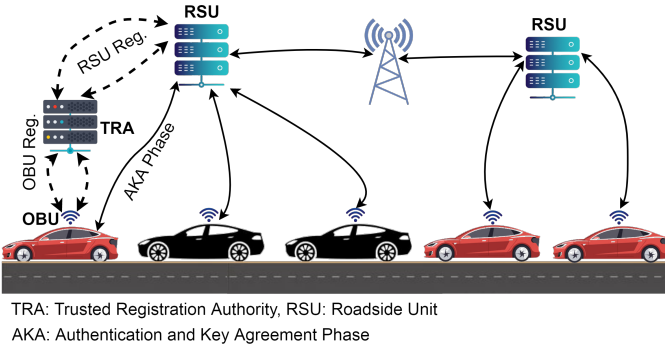 RSU
RSU
RSU Reg.
TRA
OBU Reg.
AKA Phase
OBU
TRA: Trusted Registration Authority, RSU: Roadside Unit
AKA: Authentication and Key Agreement Phase